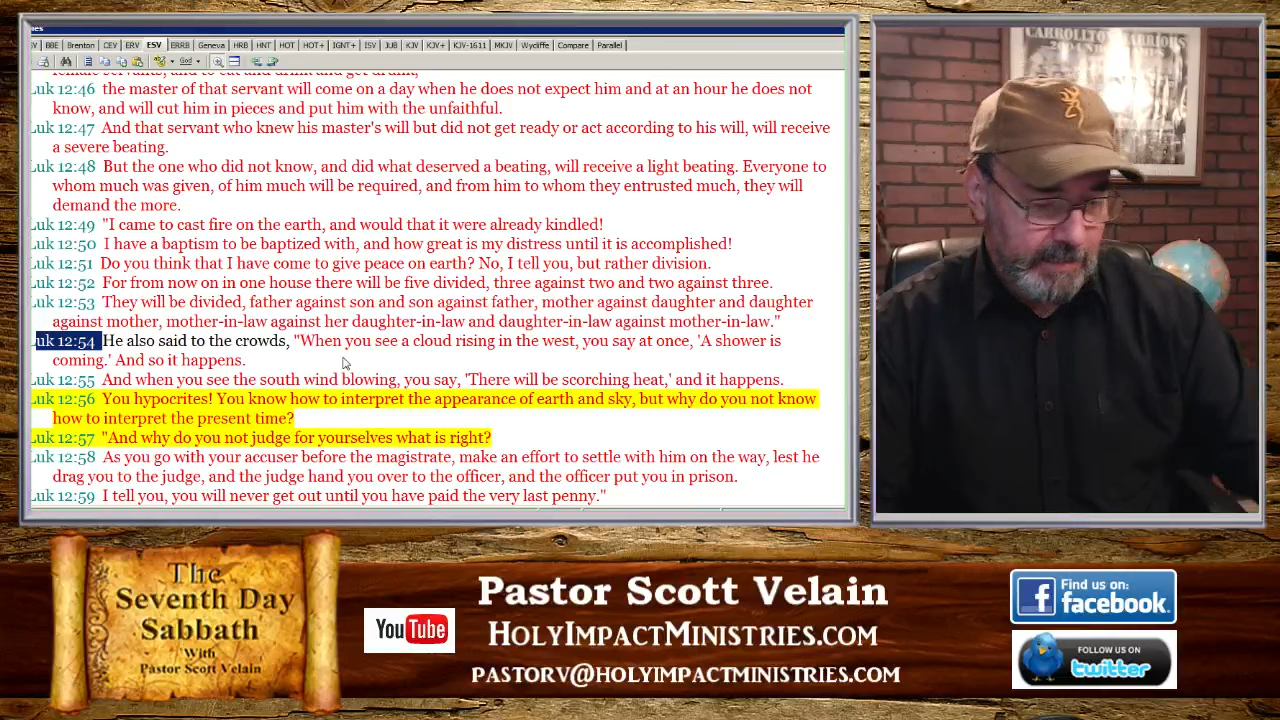 BBE Brenton CEV ERV ESV ERRB Geneva HRB HNT HOT HOT+ IGNT+ ISV JUB KJV KJV+ KJV-1611 MKJV Wycliffe Compare Parallel
female servants, and to eat and drink and get drunk,
Luk 12:46 the master of that servant will come on a day when he does not expect him and at an hour he does not
know, and will cut him in pieces and put him with the unfaithful.
Luk 12:47 And that servant who knew his master's will but did not get ready or act according to his will, will receive
a severe beating.
Luk 12:48 But the one who did not know, and did what deserved a beating, will receive a light beating. Everyone to
whom much was given, of him much will be required, and from him to whom they entrusted much, they will
demand the more.
Luk 12:49 "I came to cast fire on the earth, and would that it were already kindled!
Luk 12:50 I have a baptism to be baptized with, and how great is my distress until it is accomplished!
Luk 12:51 Do you think that I have come to give peace on earth? No, I tell you, but rather division.
Luk 12:52 For from now on in one house there will be five divided, three against two and two against three.
Luk 12:53 They will be divided, father against son and son against father, mother against daughter and daughter
against mother, mother-in-law against her daughter-in-law and daughter-in-law against mother-in-law."
Luk 12:54 He also said to the crowds, "When you see a cloud rising in the west, you say at once, 'A shower is
coming.' And so it happens.
Luk 12:55 And when you see the south wind blowing, you say, 'There will be scorching heat,' and it happens.
Luk 12:56 You hypocrites! You know how to interpret the appearance of earth and sky, but why do you not know
how to interpret the present time?
Luk 12:57 "And why do you not judge for yourselves what is right?
Luk 12:58 As you go with your accuser before the magistrate, make an effort to settle with him on the way, lest he
drag you to the judge, and the judge hand you over to the officer, and the officer put you in prison.
Luk 12:59 I tell you, you will never get out until you have paid the very last penny."
CARROLLTON WARRIORS
The
Seventh Day
Sabbath
With
Pastor Scott Velain
YouTube
Pastor Scott Velain
HolyImpactMinistries.com
pastorv@holyimpactministries.com
Find us on:
facebook
FOLLOW US ON
twitter